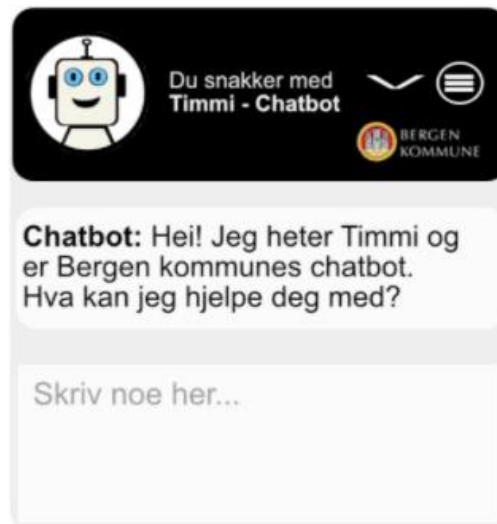 Du snakker med
Timmi - Chatbot
BERGEN
KOMMUNE
Chatbot: Hei! Jeg heter Timmi og
er Bergen kommunes chatbot.
Hva kan jeg hjelpe deg med?
Skriv noe her...